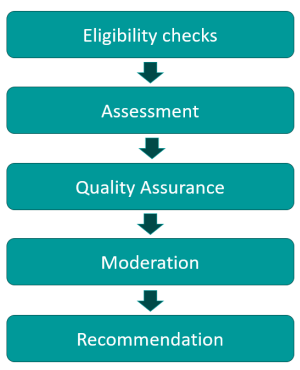 Eligibility checks
Assessment
Quality Assurance
Moderation
Recommendation